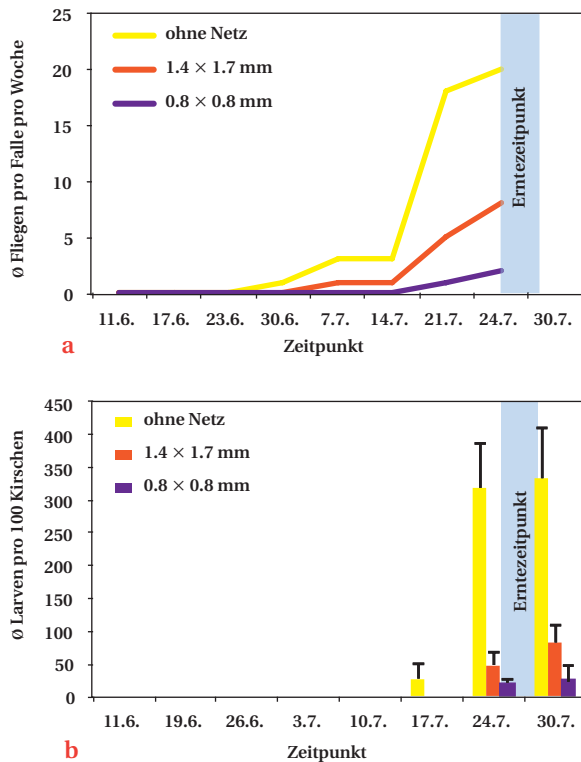 25
20
15
10
5
0
ø Fliegen pro Falle pro Woche
ohne Netz
1.4 × 1.7 mm
0.8 × 0.8 mm
Erntezeitpunkt
11.6. 17.6. 23.6. 30.6. 7.7. 14.7. 21.7. 24.7. 30.7.
Zeitpunkt
a
450
400
350
300
250
200
150
100
50
0
ø Larven pro 100 Kirschen
ohne Netz
1.4 × 1.7 mm
0.8 × 0.8 mm
Erntezeitpunkt
11.6. 19.6. 26.6. 3.7. 10.7. 17.7. 24.7. 30.7.
Zeitpunkt
b